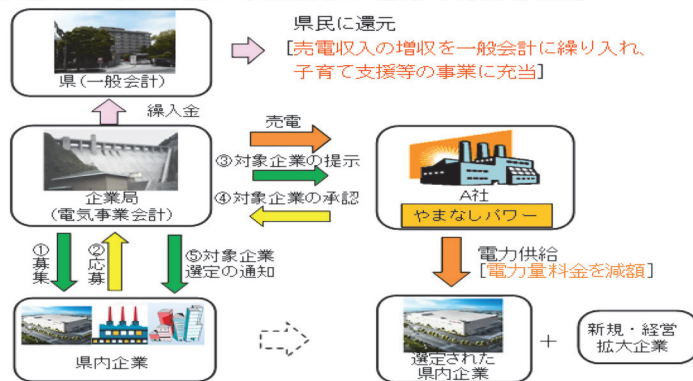 県民に還元
[売電収入の増収を一般会計に繰り入れ、
子育て支援等の事業に充当]
県(一般会計)
繰入金
売電
③対象企業の提示
④対象企業の承認
企業局
(電気事業会計)
A社
やまなしパワー
①募集
②応募
⑤対象企業
選定の通知
電力供給
[電力量料金を減額]
県内企業
選定された
県内企業
+
新規・経営
拡大企業